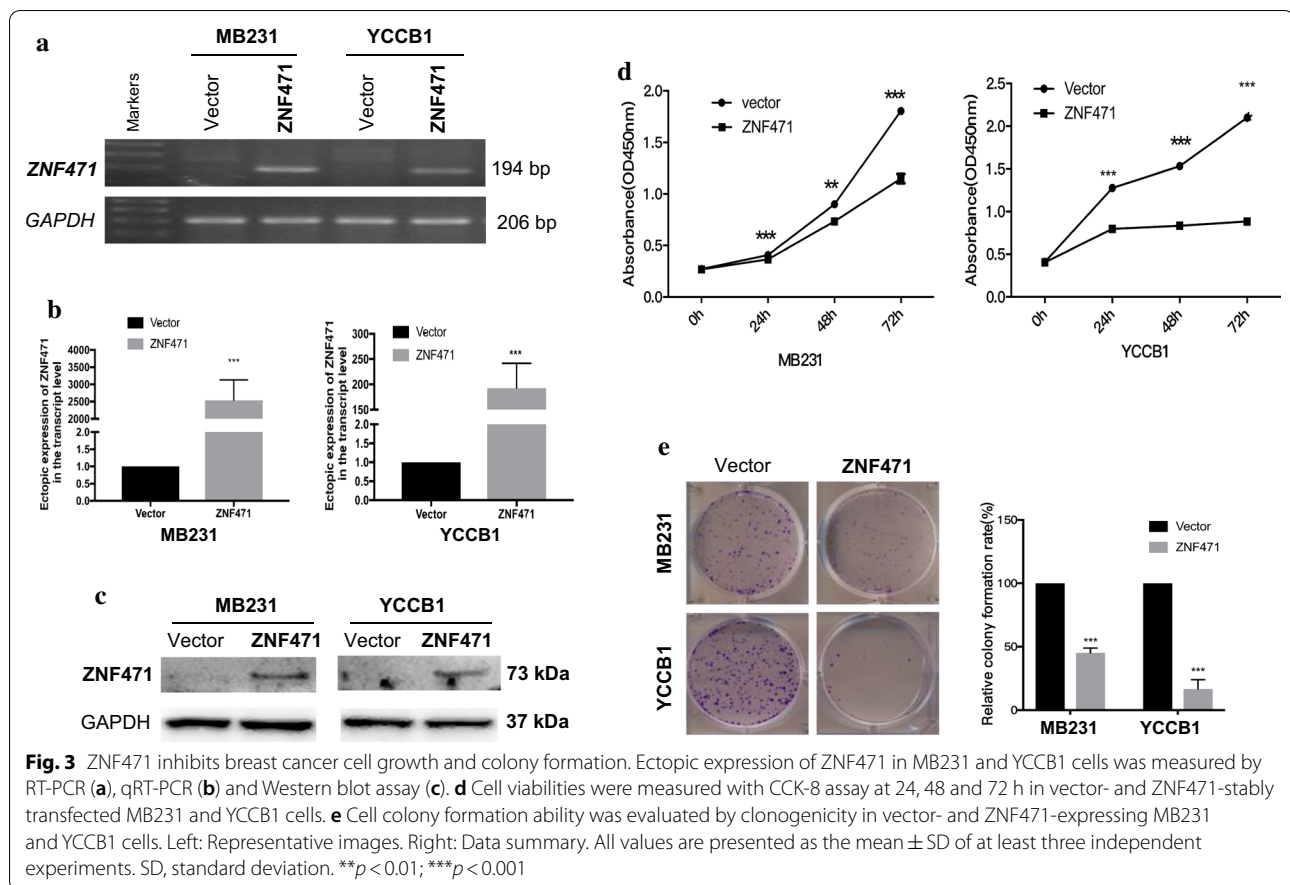 a
MB231 YCCB1
Markers Vector ZNF471 Vector ZNF471
ZNF471 194 bp
GAPDH 206 bp
b
Vector
ZNF471
Ectopic expression of ZNF471
in the transcript level
4000
3500
3000
2500
2000
2.0
1.5
1.0
0.5
0.0
***
Vector ZNF471
MB231
Vector
ZNF471
Ectopic expression of ZNF471
in the transcript level
300
250
200
150
2.0
1.5
1.0
0.5
0.0
***
Vector ZNF471
YCCB1
c
MB231 YCCB1
Vector ZNF471 Vector ZNF471
ZNF471 73 kDa
GAPDH 37 kDa
d
vector
ZNF471
Absorbance(OD450nm)
2.0
1.5
1.0
0.5
0.0
***
**
***
0h 24h 48h 72h
MB231
Vector
ZNF471
Absorbance(OD450nm)
2.5
2.0
1.5
1.0
0.5
0.0
***
***
***
0h 24h 48h 72h
YCCB1
e
Vector ZNF471
MB231
YCCB1
Relative colony formation rate(%)
150
100
50
0
Vector
ZNF471
***
***
MB231 YCCB1
Fig. 3 ZNF471 inhibits breast cancer cell growth and colony formation. Ectopic expression of ZNF471 in MB231 and YCCB1 cells was measured by
RT-PCR (a), qRT-PCR (b) and Western blot assay (c). d Cell viabilities were measured with CCK-8 assay at 24, 48 and 72 h in vector- and ZNF471-stably
transfected MB231 and YCCB1 cells. e Cell colony formation ability was evaluated by clonogenicity in vector- and ZNF471-expressing MB231
and YCCB1 cells. Left: Representative images. Right: Data summary. All values are presented as the mean ± SD of at least three independent
experiments. SD, standard deviation. **p < 0.01; ***p < 0.001